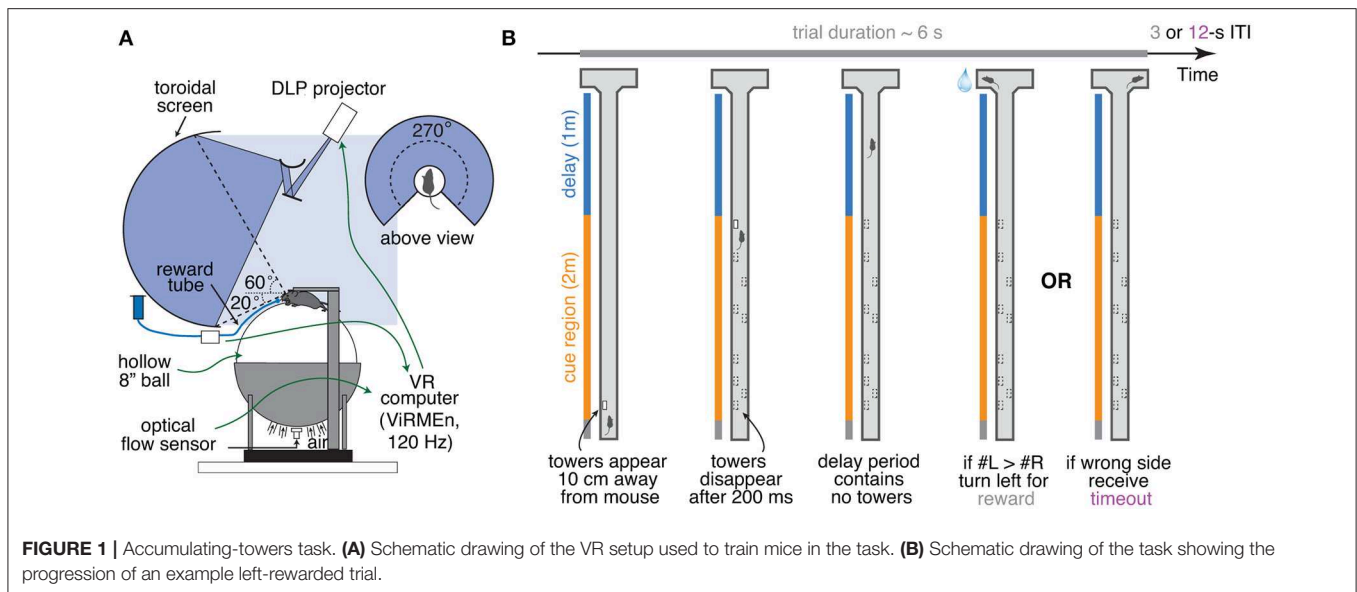 A
toroidal
screen
DLP projector
270°
above view
reward
tube
60°
20°
hollow
8” ball
optical
flow sensor
air
VR
computer
(ViRMEn,
120 Hz)
B
trial duration ~ 6 s
3 or 12-s ITI
Time
delay (1m)
cue region (2m)
OR
towers appear
10 cm away
from mouse
towers
disappear
after 200 ms
delay period
contains
no towers
if #L > #R
turn left for
reward
if wrong side
receive
timeout
FIGURE 1 | Accumulating-towers task. (A) Schematic drawing of the VR setup used to train mice in the task. (B) Schematic drawing of the task showing the
progression of an example left-rewarded trial.